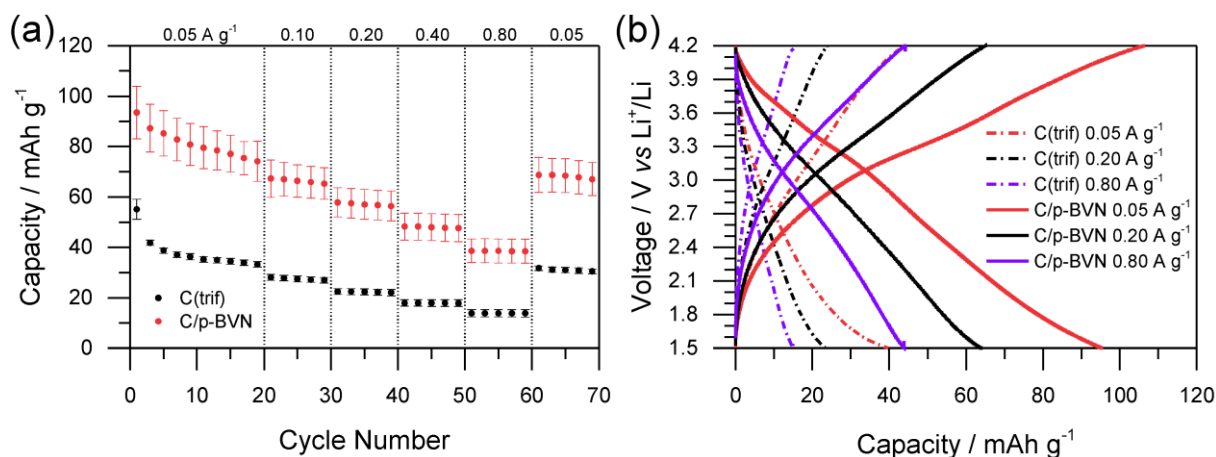 (a)
0.05 A g⁻¹ 0.10 0.20 0.40 0.80 0.05
120
100
80
60
40
20
0
Capacity / mAh g⁻¹
C(trif)
C/p-BVN
0 10 20 30 40 50 60 70
Cycle Number
(b)
4.2
3.9
3.6
3.3
3.0
2.7
2.4
2.1
1.8
1.5
Voltage / V vs Li⁺/Li
C(trif) 0.05 A g⁻¹
C(trif) 0.20 A g⁻¹
C(trif) 0.80 A g⁻¹
C/p-BVN 0.05 A g⁻¹
C/p-BVN 0.20 A g⁻¹
C/p-BVN 0.80 A g⁻¹
0 20 40 60 80 100 120
Capacity / mAh g⁻¹